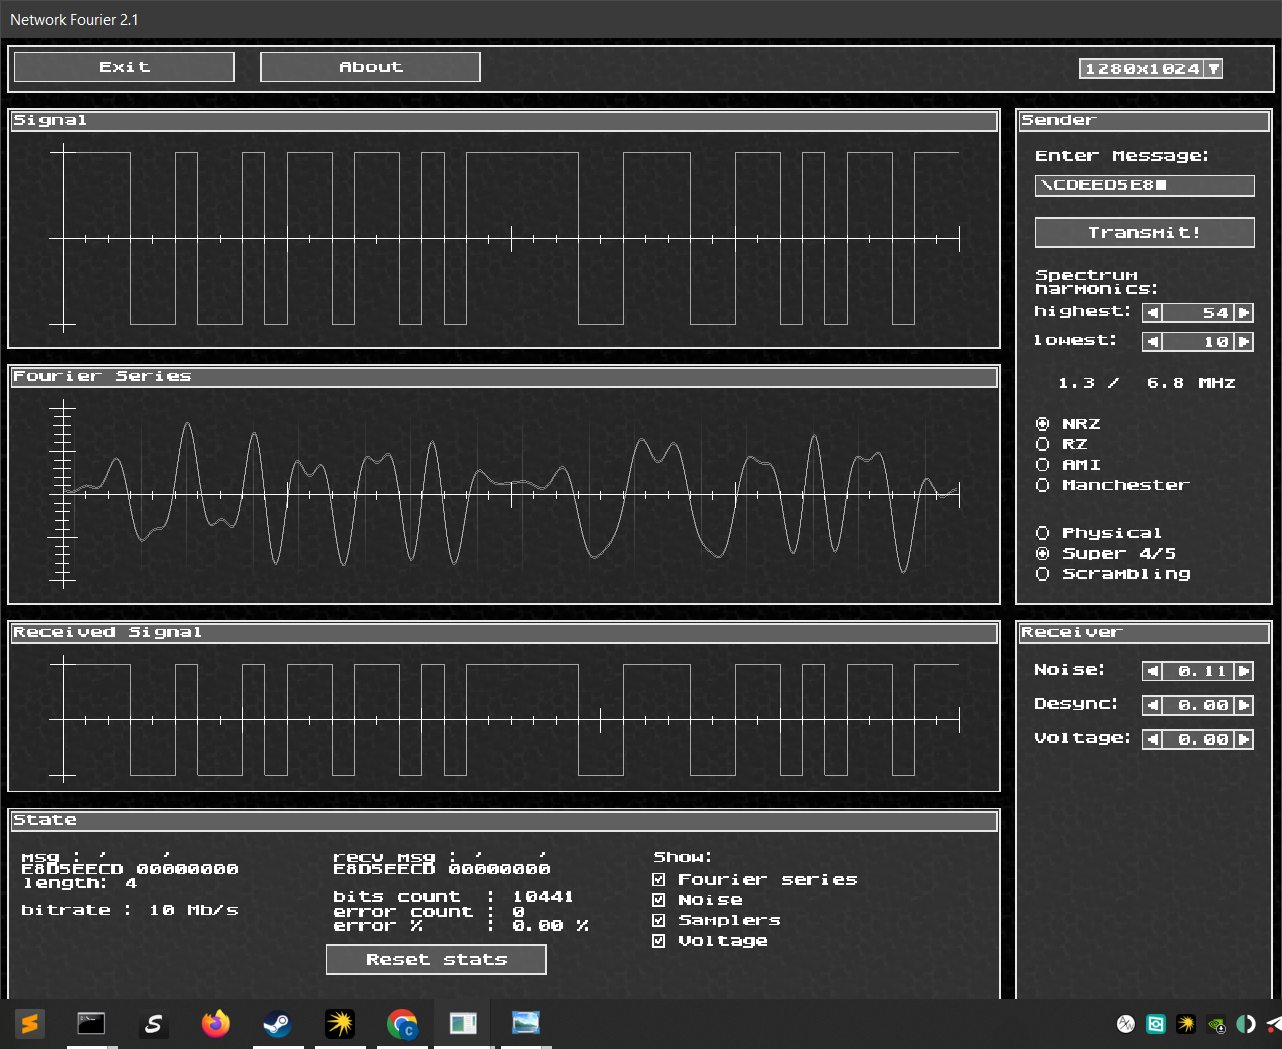 Network Fourier 2.1
Exit
About
1280x1024
Signal
Fourier Series
Received Signal
State
msg : ' '
E8D5EECD 00000000
length: 4
bitrate : 10 Mb/s
recv msg : ' '
E8D5EECD 00000000
bits count : 10441
error count : 0
error % : 0.00 %
Reset stats
Show:
Fourier series
Noise
Samplers
Voltage
Sender
Enter Message:
\CDEED5E8
Transmit!
Spectrum
harmonics:
highest: 54
lowest: 10
1.3 / 6.8 MHz
NRZ
RZ
AMI
Manchester
Physical
Super 4/5
Scrambling
Receiver
Noise: 0.11
Desync: 0.00
Voltage: 0.00